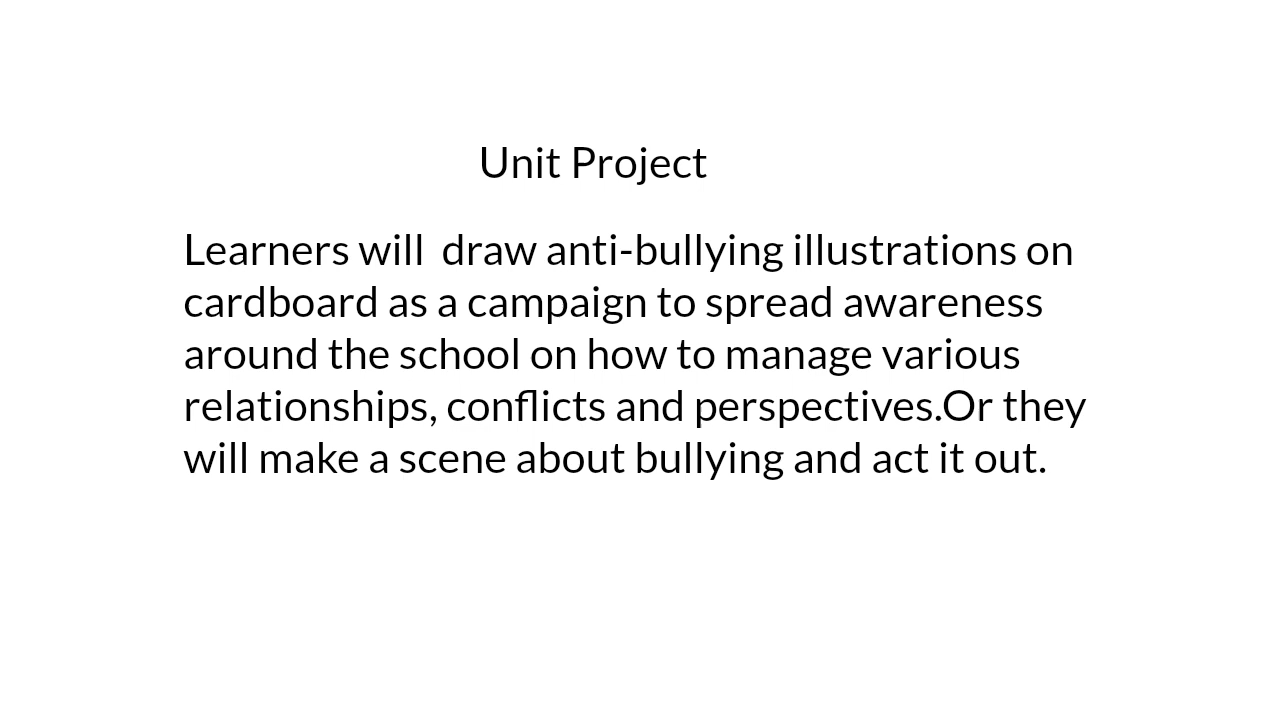 Unit Project
Learners will  draw anti-bullying illustrations on
cardboard as a campaign to spread awareness
around the school on how to manage various
relationships, conflicts and perspectives.Or they
will make a scene about bullying and act it out.